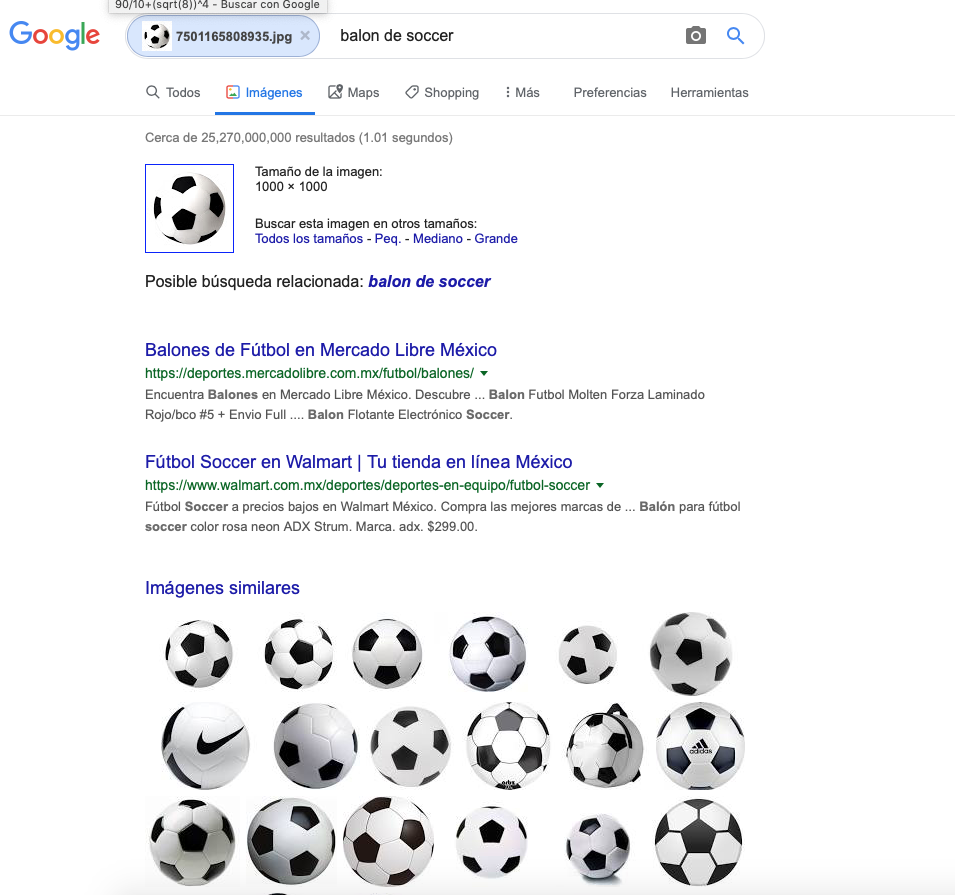 90/10+(sqrt(8))^4 - Buscar con Google
Google
7501165808935.jpg × balon de soccer
Todos Imágenes Maps Shopping Más Preferencias Herramientas
Cerca de 25,270,000,000 resultados (1.01 segundos)
Tamaño de la imagen:
1000 × 1000
Buscar esta imagen en otros tamaños:
Todos los tamaños - Peq. - Mediano - Grande
Posible búsqueda relacionada: balon de soccer
Balones de Fútbol en Mercado Libre México
https://deportes.mercadolibre.com.mx/futbol/balones/
Encuentra Balones en Mercado Libre México. Descubre ... Balon Futbol Molten Forza Laminado
Rojo/bco #5 + Envio Full .... Balon Flotante Electrónico Soccer.
Fútbol Soccer en Walmart | Tu tienda en línea México
https://www.walmart.com.mx/deportes/deportes-en-equipo/futbol-soccer
Fútbol Soccer a precios bajos en Walmart México. Compra las mejores marcas de ... Balón para fútbol
soccer color rosa neon ADX Strum. Marca. adx. $299.00.
Imágenes similares
adidas